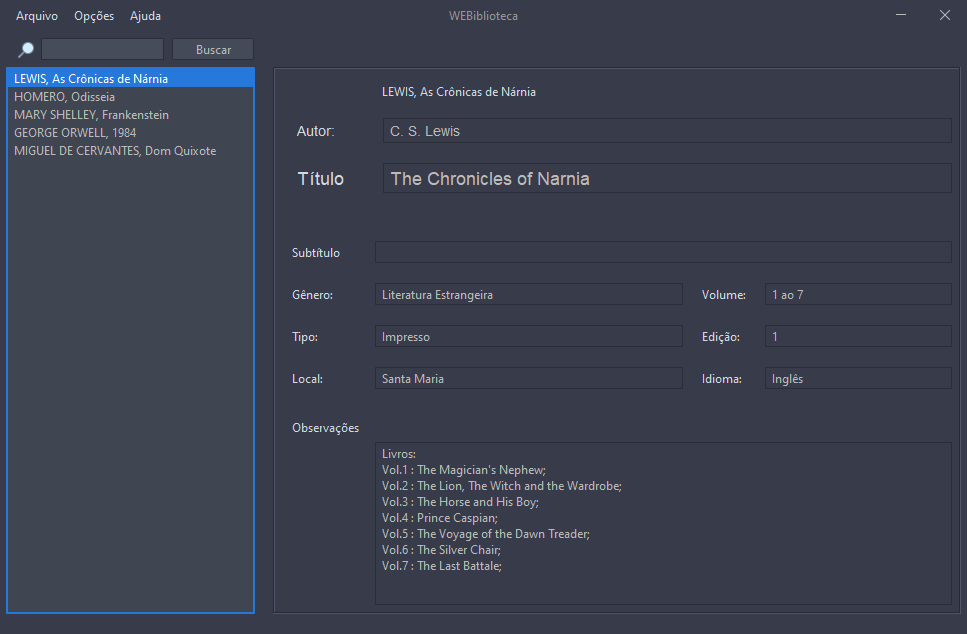 Arquivo Opções Ajuda WEBiblioteca
Buscar
LEWIS, As Crônicas de Nárnia
HOMERO, Odisseia
MARY SHELLEY, Frankenstein
GEORGE ORWELL, 1984
MIGUEL DE CERVANTES, Dom Quixote
LEWIS, As Crônicas de Nárnia
Autor: C. S. Lewis
Título The Chronicles of Narnia
Subtítulo
Gênero: Literatura Estrangeira Volume: 1 ao 7
Tipo: Impresso Edição: 1
Local: Santa Maria Idioma: Inglês
Observações
Livros:
Vol.1 : The Magician's Nephew;
Vol.2 : The Lion, The Witch and the Wardrobe;
Vol.3 : The Horse and His Boy;
Vol.4 : Prince Caspian;
Vol.5 : The Voyage of the Dawn Treader;
Vol.6 : The Silver Chair;
Vol.7 : The Last Battale;